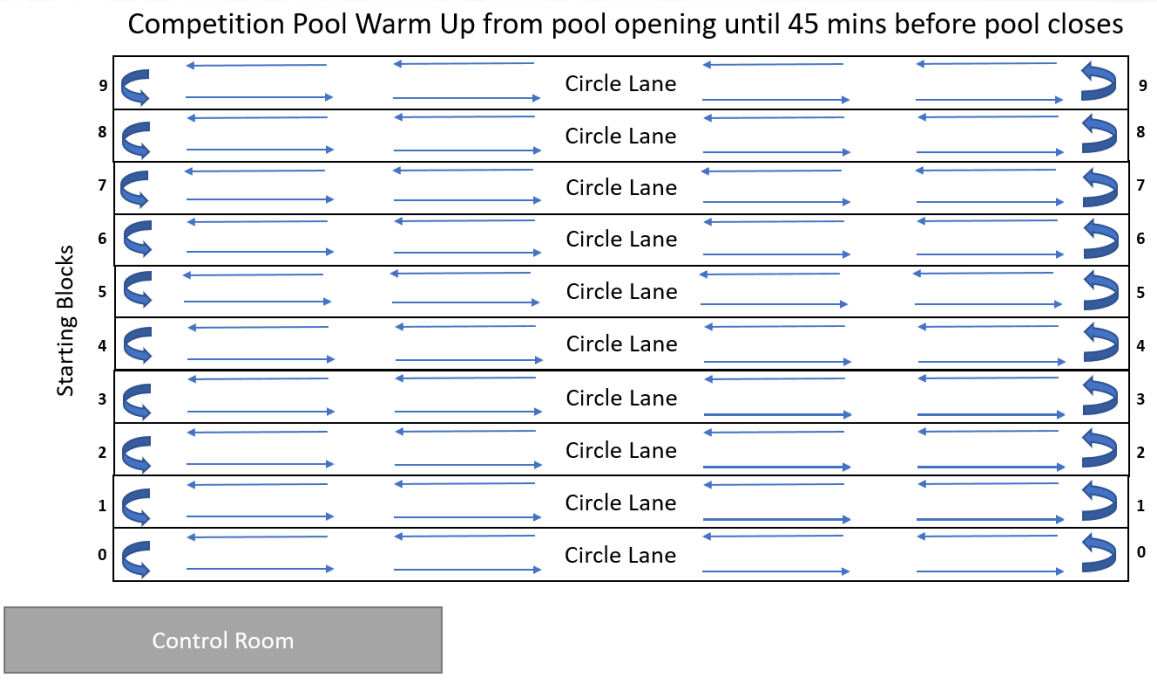 Competition Pool Warm Up from pool opening until 45 mins before pool closes
9 Circle Lane 9
8 Circle Lane 8
7 Circle Lane 7
6 Circle Lane 6
5 Circle Lane 5
4 Circle Lane 4
3 Circle Lane 3
2 Circle Lane 2
1 Circle Lane 1
0 Circle Lane 0
Starting Blocks
Control Room